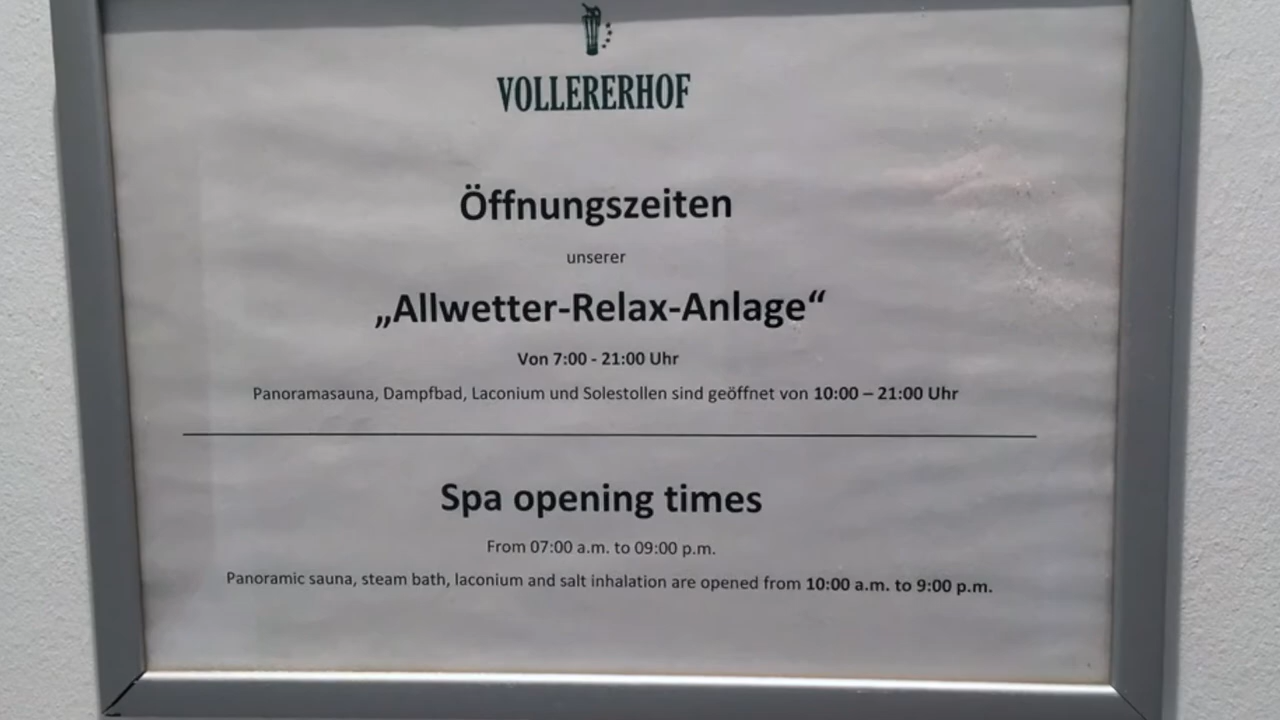 VOLLERERHOF
Öffnungszeiten
unserer
„Allwetter-Relax-Anlage“
Von 7:00 - 21:00 Uhr
Panoramasauna, Dampfbad, Laconium und Solestollen sind geöffnet von 10:00 – 21:00 Uhr
Spa opening times
From 07:00 a.m. to 09:00 p.m.
Panoramic sauna, steam bath, laconium and salt inhalation are opened from 10:00 a.m. to 9:00 p.m.